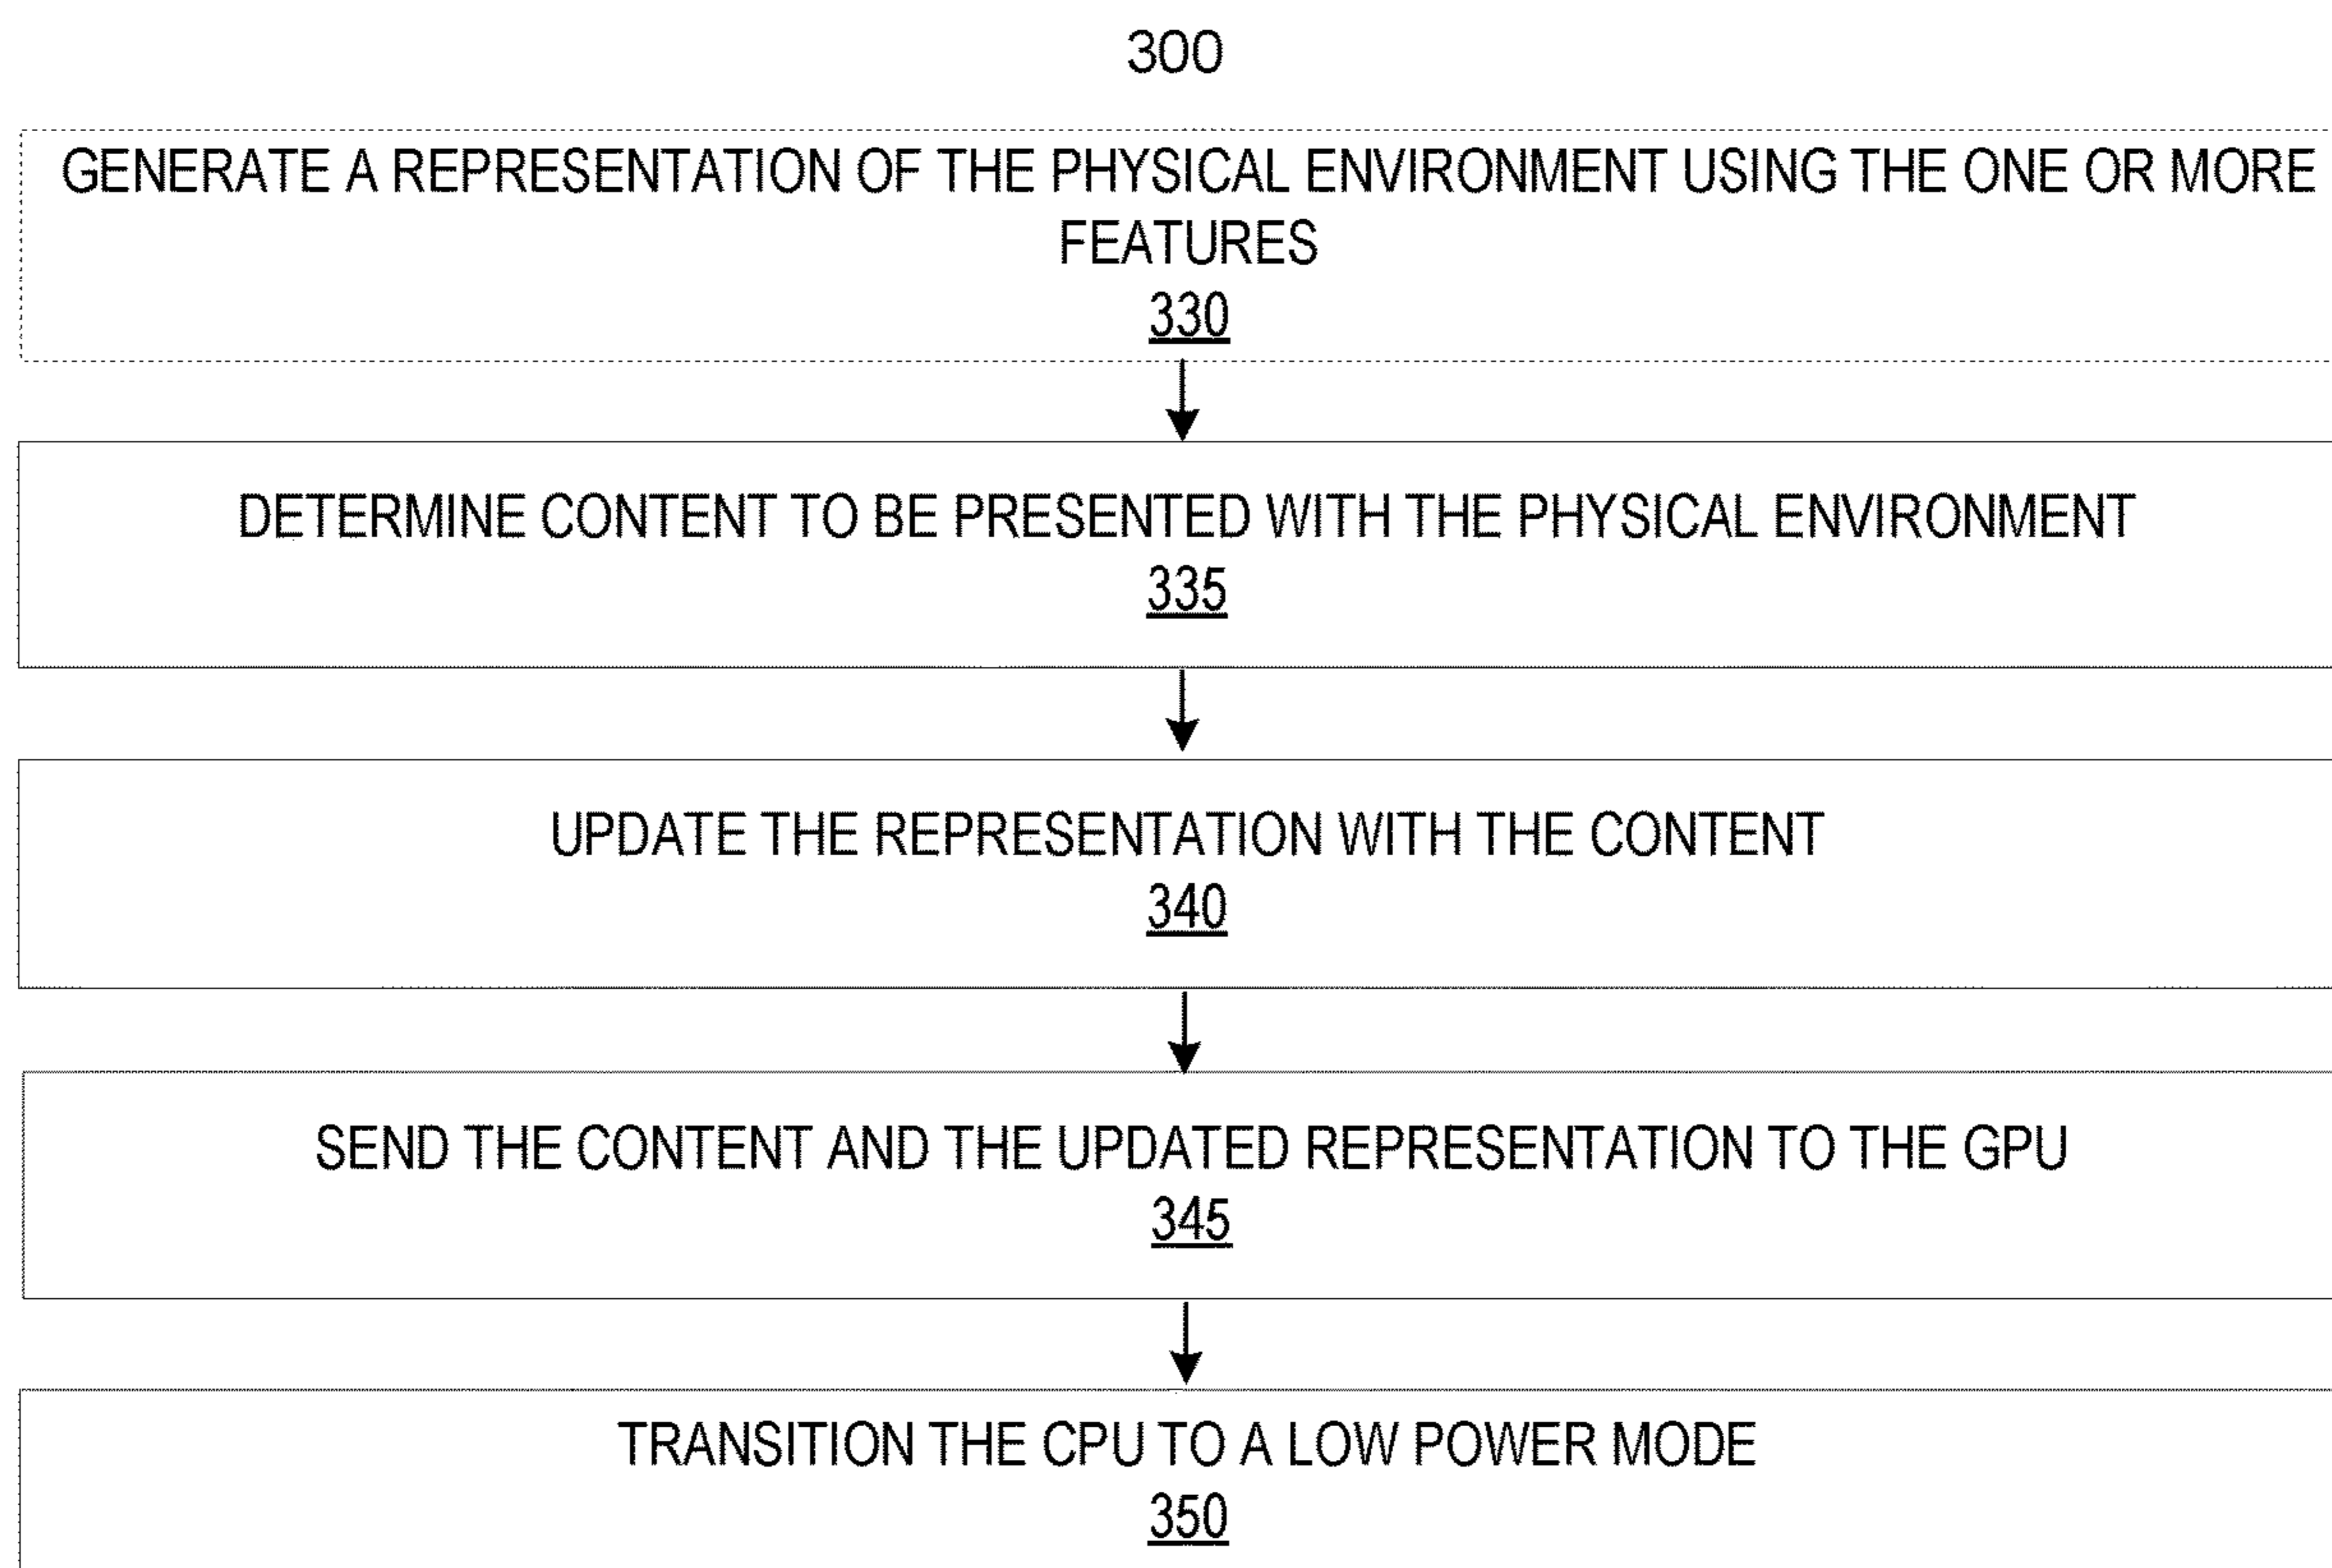 300
GENERATE A REPRESENTATION OF THE PHYSICAL ENVIRONMENT USING THE ONE OR MORE
FEATURES
330
DETERMINE CONTENT TO BE PRESENTED WITH THE PHYSICAL ENVIRONMENT
335
UPDATE THE REPRESENTATION WITH THE CONTENT
340
SEND THE CONTENT AND THE UPDATED REPRESENTATION TO THE GPU
345
TRANSITION THE CPU TO A LOW POWER MODE
350